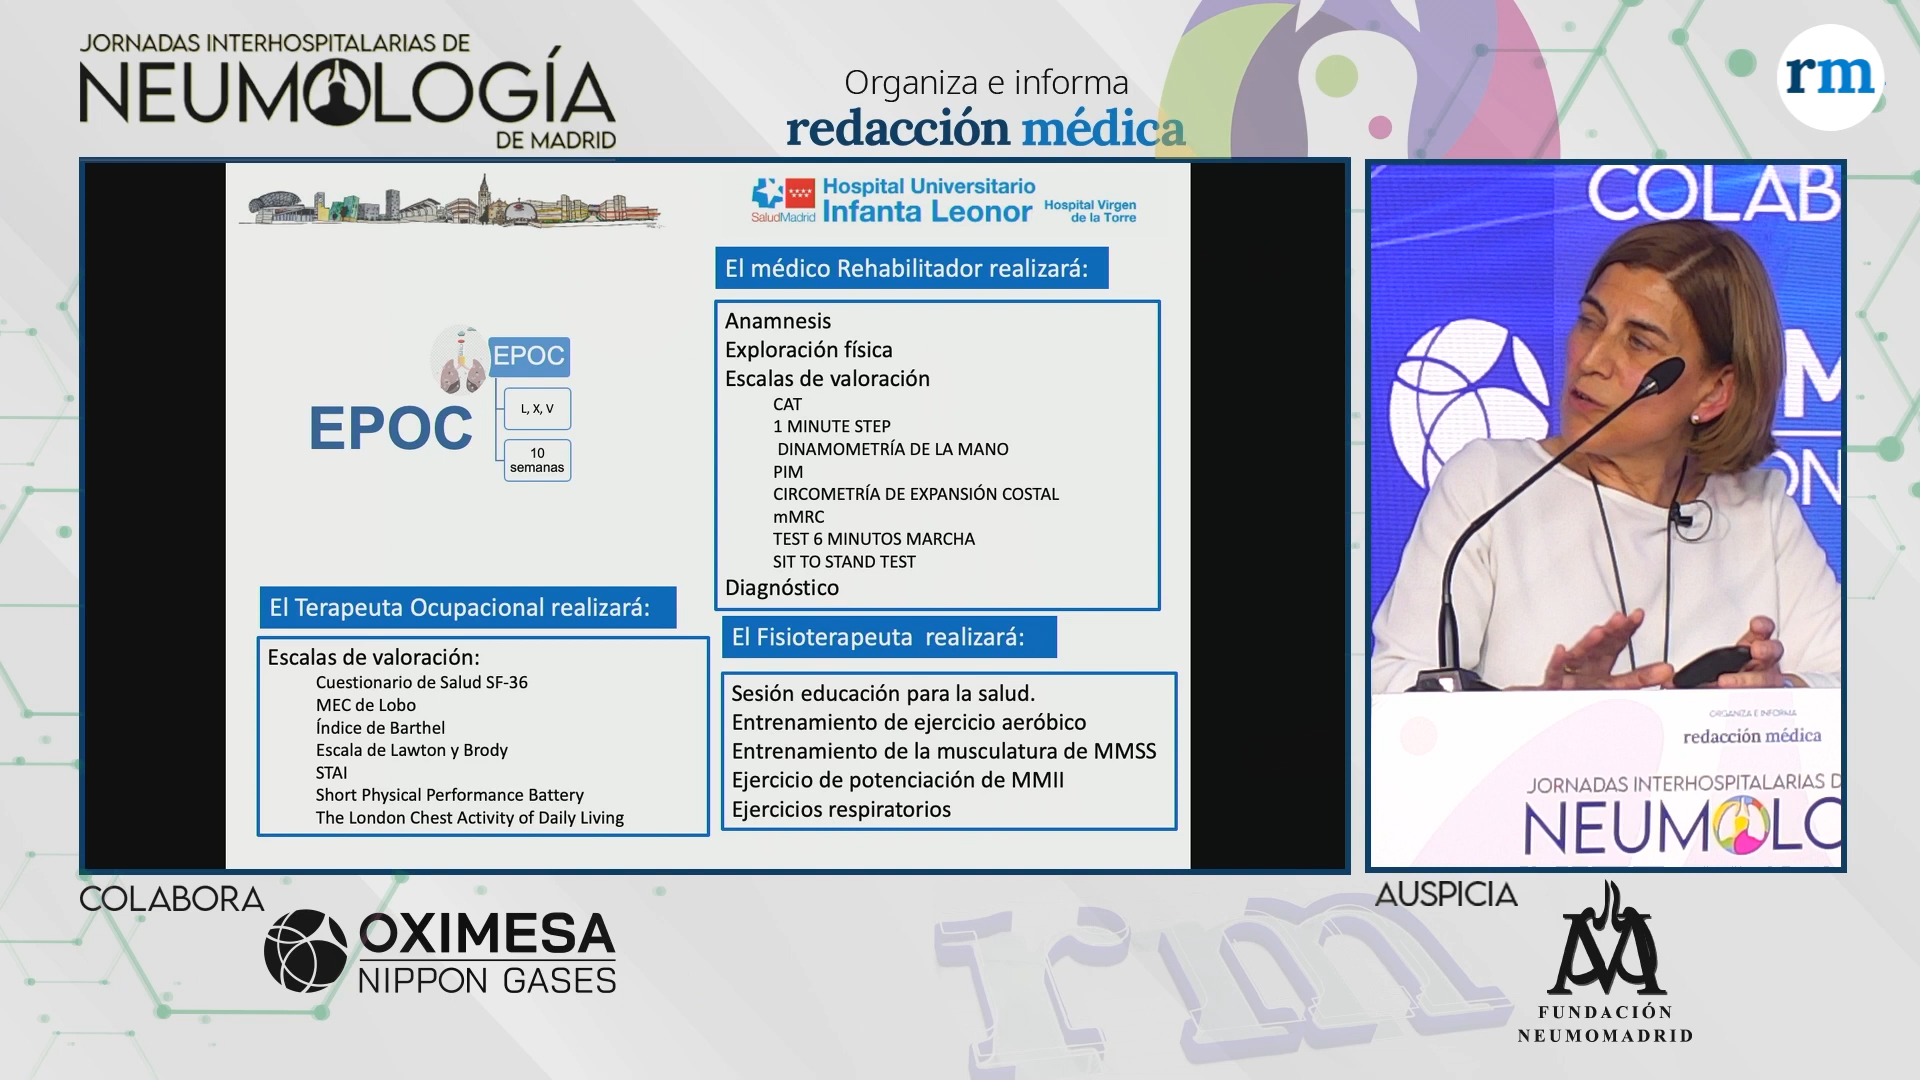 JORNADAS INTERHOSPITALARIAS DE
NEUMOLOGÍA
DE MADRID
Organiza e informa
redacción médica
rm
SaludMadrid
Hospital Universitario
Infanta Leonor
Hospital Virgen
de la Torre
EPOC
EPOC
L, X, V
10
semanas
El médico Rehabilitador realizará:
Anamnesis
Exploración física
Escalas de valoración
CAT
1 MINUTE STEP
DINAMOMETRÍA DE LA MANO
PIM
CIRCOMETRÍA DE EXPANSIÓN COSTAL
mMRC
TEST 6 MINUTOS MARCHA
SIT TO STAND TEST
Diagnóstico
El Terapeuta Ocupacional realizará:
Escalas de valoración:
Cuestionario de Salud SF-36
MEC de Lobo
Índice de Barthel
Escala de Lawton y Brody
STAI
Short Physical Performance Battery
The London Chest Activity of Daily Living
El Fisioterapeuta realizará:
Sesión educación para la salud.
Entrenamiento de ejercicio aeróbico
Entrenamiento de la musculatura de MMSS
Ejercicio de potenciación de MMII
Ejercicios respiratorios
COLAB
M
ON
ORGANIZA E INFORMA
redacción médica
JORNADAS INTERHOSPITALARIAS D
NEUMOLO
COLABORA
OXIMESA
NIPPON GASES
rm
AUSPICIA
FUNDACIÓN
NEUMOMADRID